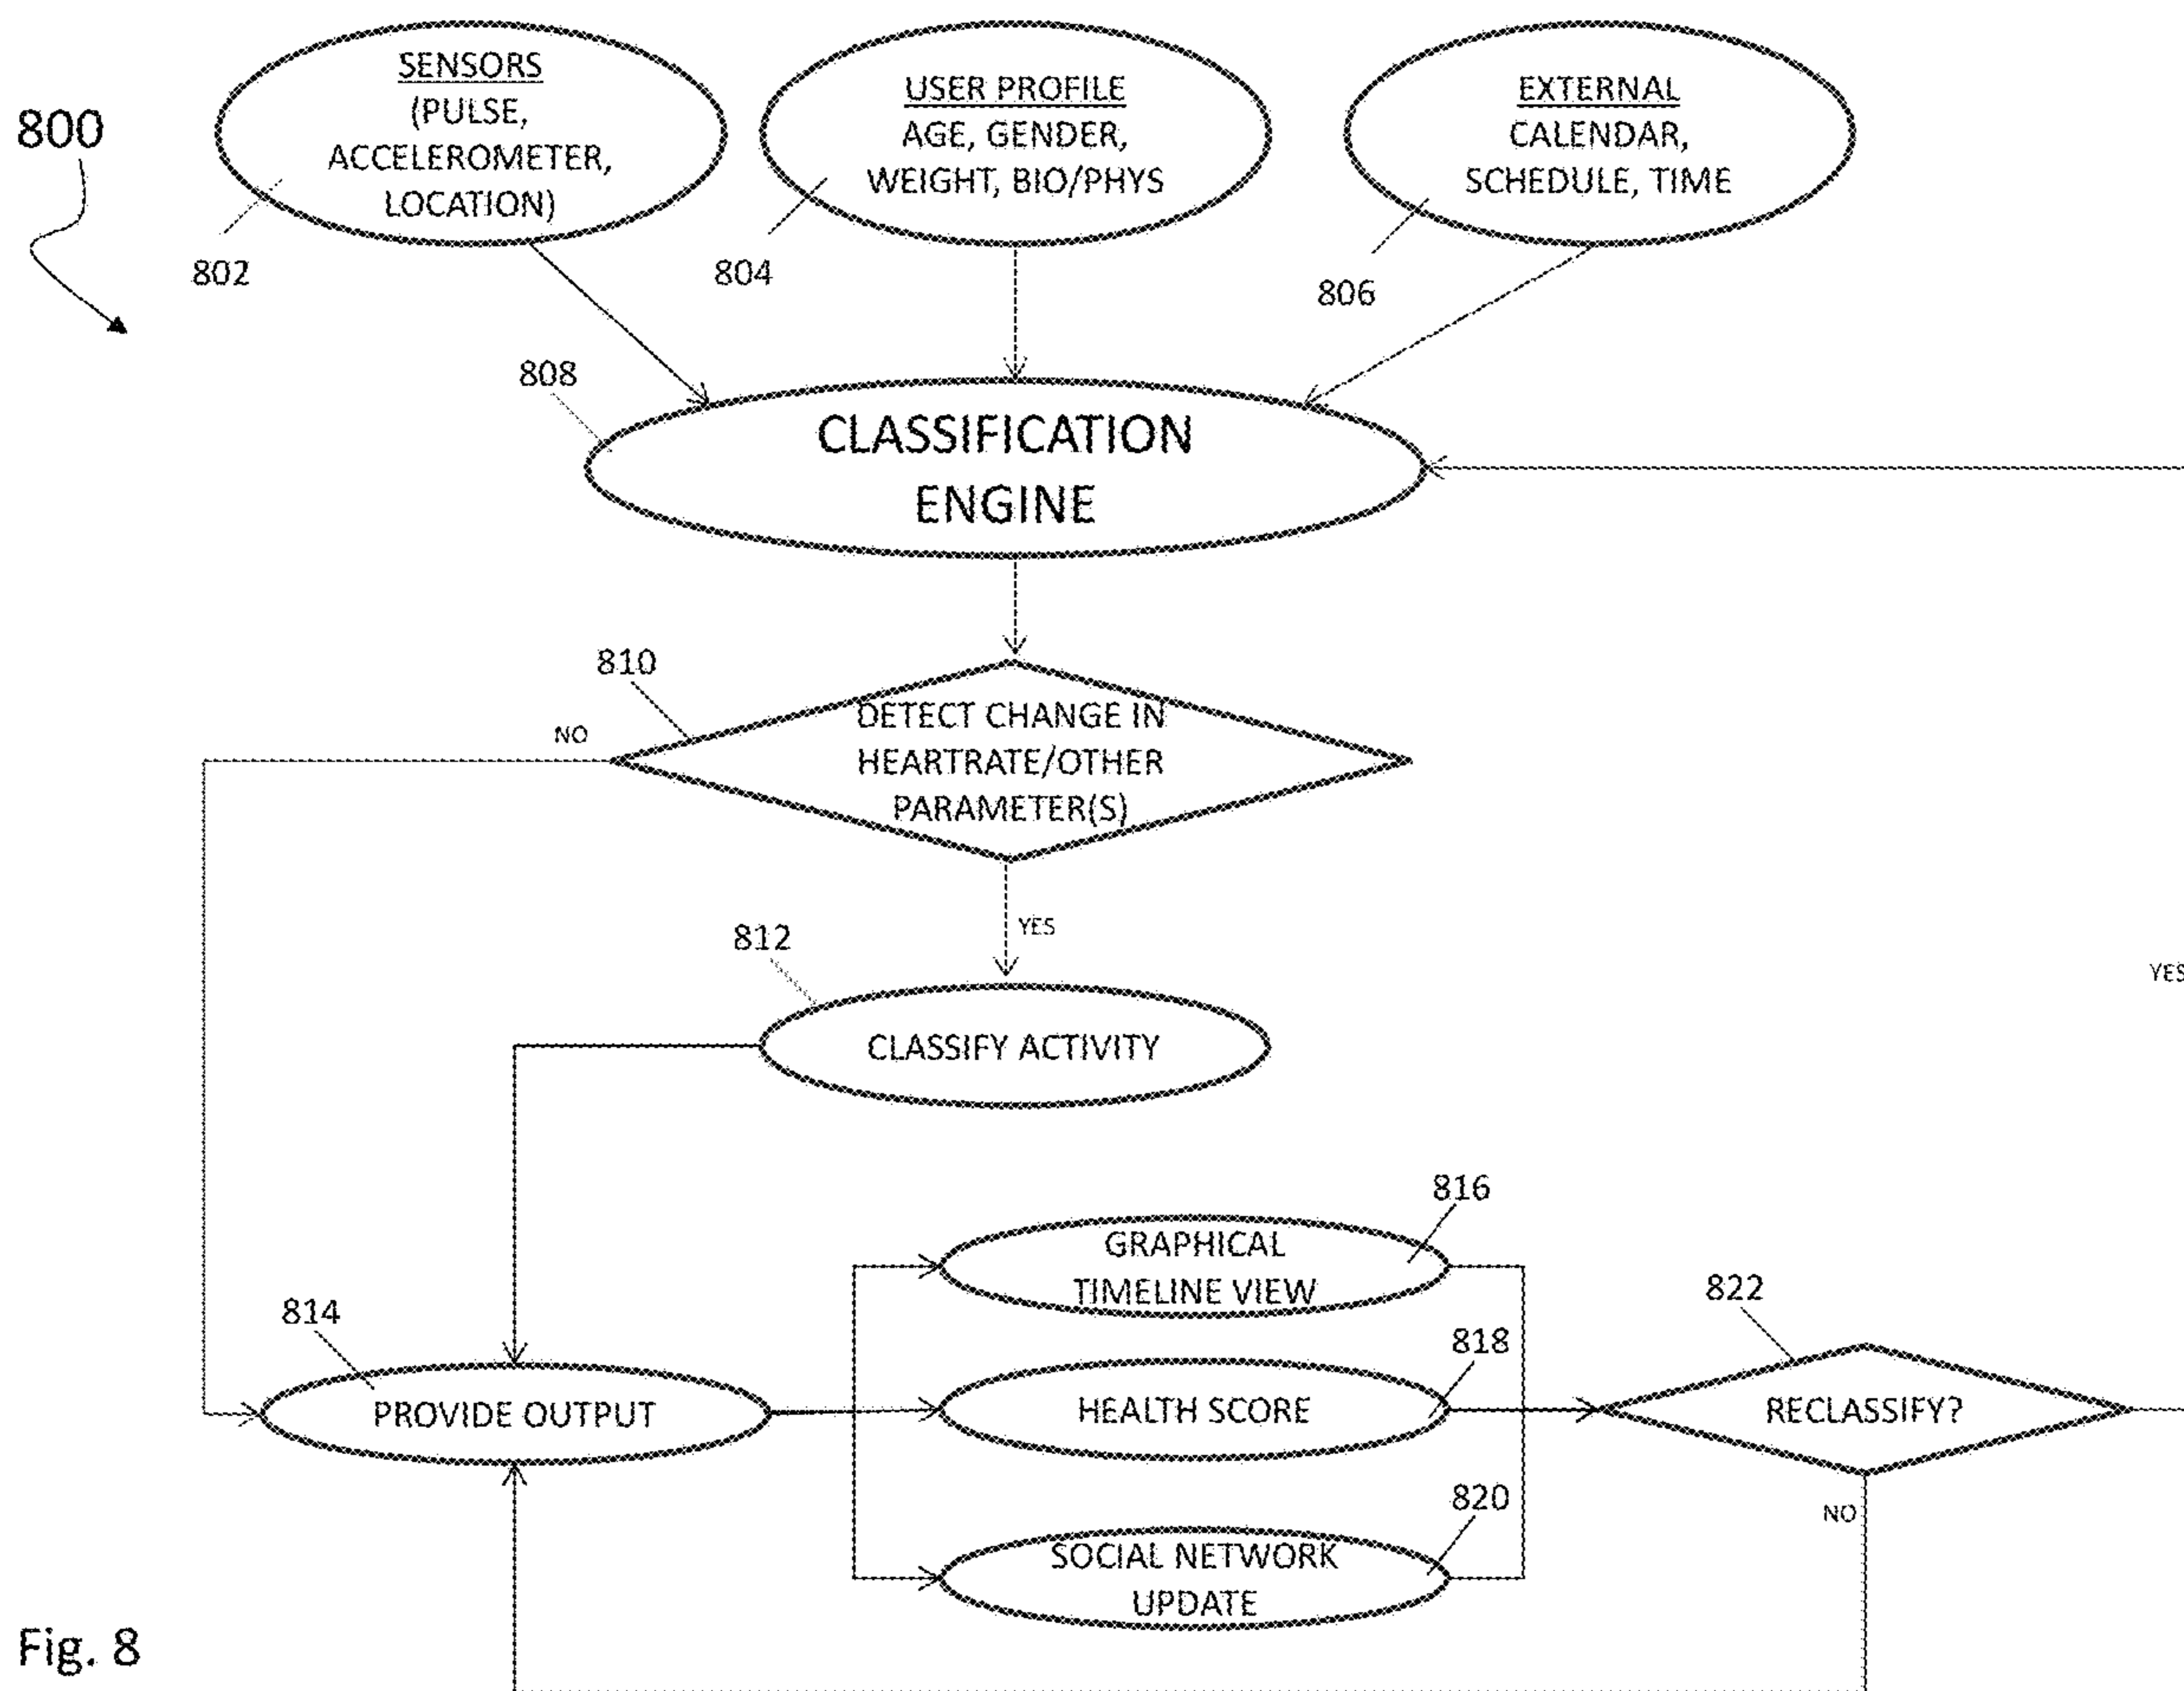 800
SENSORS
(PULSE,
ACCELEROMETER,
LOCATION)
802
USER PROFILE
AGE, GENDER,
WEIGHT, BIO/PHYS
804
EXTERNAL
CALENDAR,
SCHEDULE, TIME
806
808
CLASSIFICATION
ENGINE
810
DETECT CHANGE IN
HEARTRATE/OTHER
PARAMETER(S)
NO
YES
812
CLASSIFY ACTIVITY
YES
814
PROVIDE OUTPUT
816
GRAPHICAL
TIMELINE VIEW
818
HEALTH SCORE
820
SOCIAL NETWORK
UPDATE
822
RECLASSIFY?
NO
Fig. 8